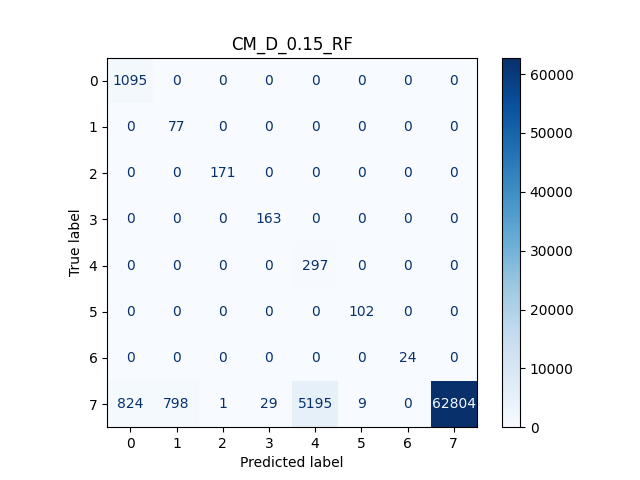 CM_D_0.15_RF
0 1095 0 0 0 0 0 0 0 60000
1 0 77 0 0 0 0 0 0 50000
2 0 0 171 0 0 0 0 0 40000
3 0 0 0 163 0 0 0 0 30000
4 0 0 0 0 297 0 0 0 20000
5 0 0 0 0 0 102 0 0
6 0 0 0 0 0 0 24 0 10000
7 824 798 1 29 5195 9 0 62804 0
0 1 2 3 4 5 6 7
Predicted label
True label